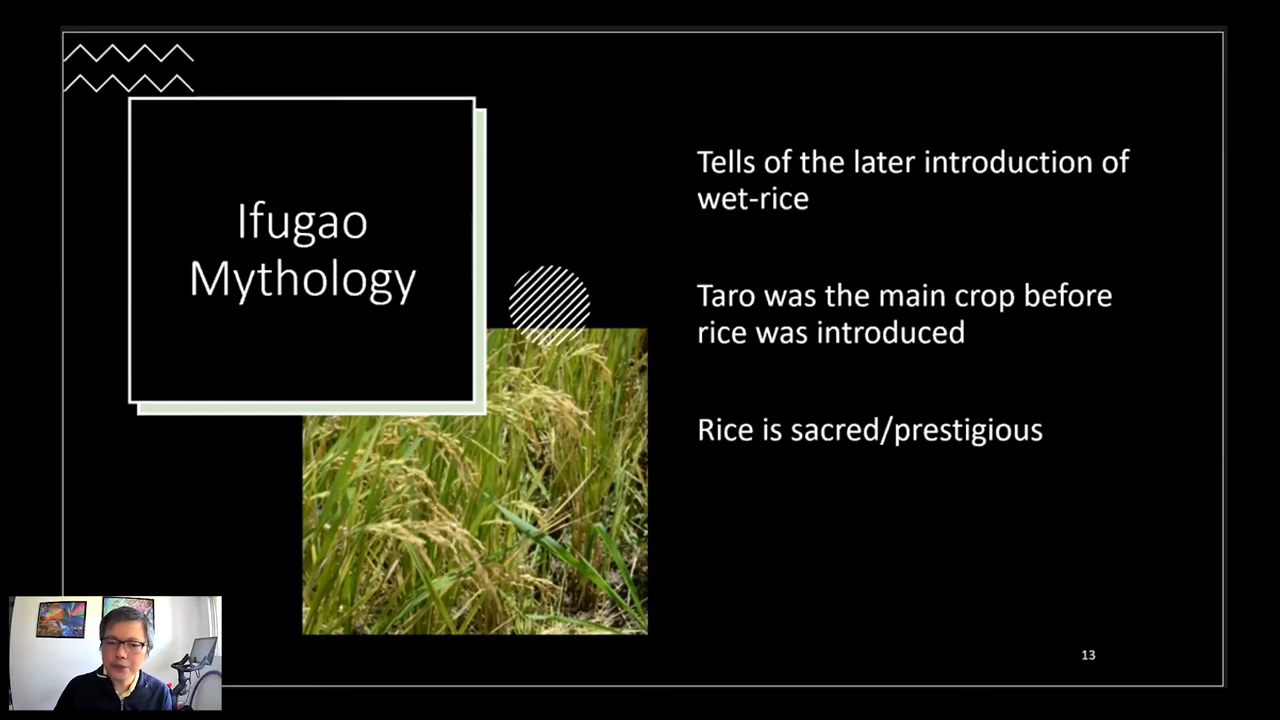 Ifugao
Mythology
Tells of the later introduction of
wet-rice
Taro was the main crop before
rice was introduced
Rice is sacred/prestigious
13